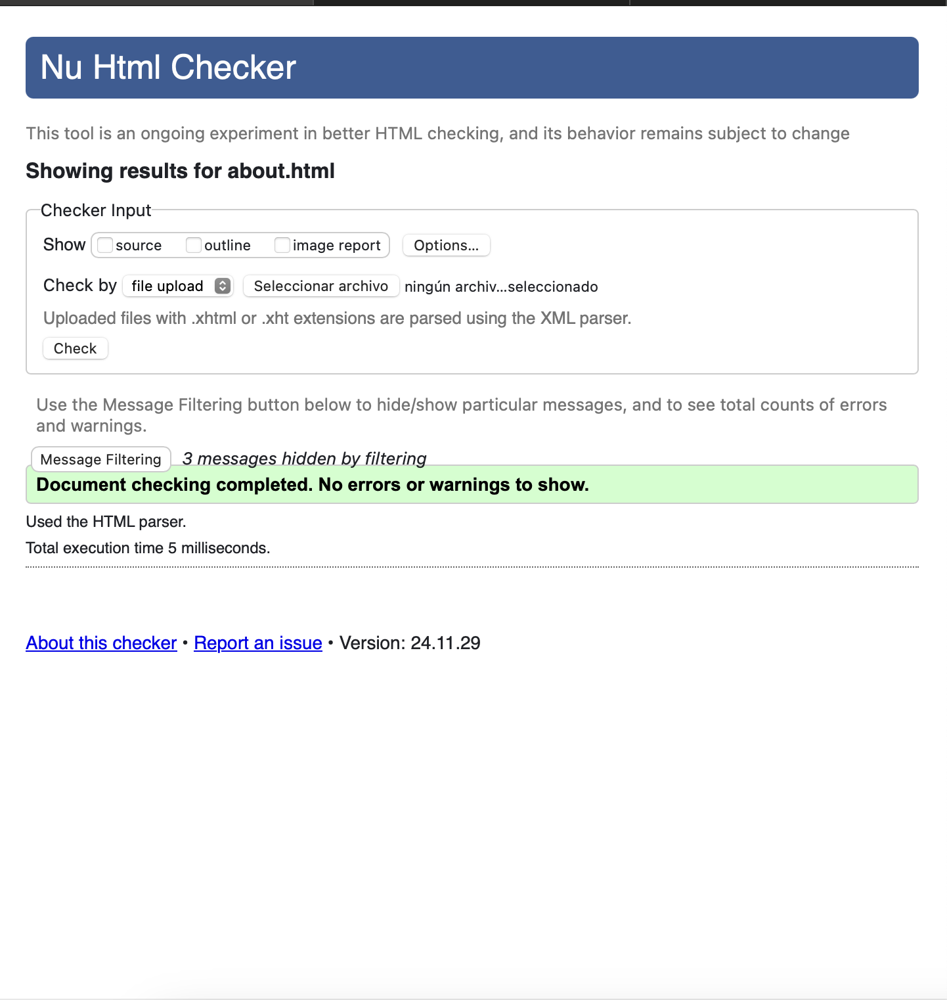 Nu Html Checker
This tool is an ongoing experiment in better HTML checking, and its behavior remains subject to change
Showing results for about.html
Checker Input
Show source outline image report Options...
Check by file upload Seleccionar archivo ningún archiv...seleccionado
Uploaded files with .xhtml or .xht extensions are parsed using the XML parser.
Check
Use the Message Filtering button below to hide/show particular messages, and to see total counts of errors
and warnings.
Message Filtering 3 messages hidden by filtering
Document checking completed. No errors or warnings to show.
Used the HTML parser.
Total execution time 5 milliseconds.
About this checker • Report an issue • Version: 24.11.29